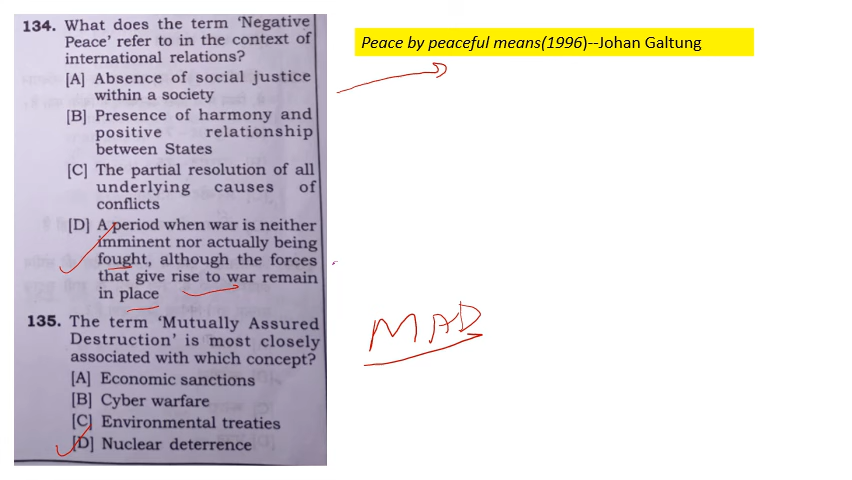 134. What does the term 'Negative
Peace' refer to in the context of
international relations?
[A] Absence of social justice
within a society
[B] Presence of harmony and
positive relationship
between States
[C] The partial resolution of all
underlying causes of
conflicts
[D] A period when war is neither
imminent nor actually being
fought, although the forces
that give rise to war remain
in place
135. The term 'Mutually Assured
Destruction' is most closely
associated with which concept?
[A] Economic sanctions
[B] Cyber warfare
[C] Environmental treaties
[D] Nuclear deterrence
Peace by peaceful means(1996)--Johan Galtung
MAD